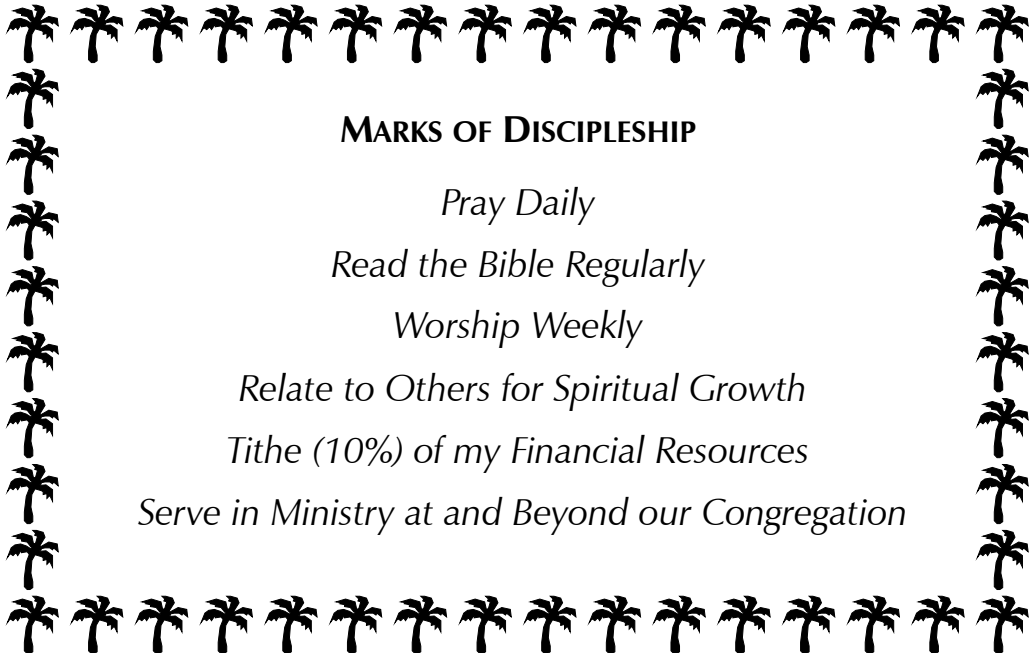 Marks of Discipleship
Pray Daily
Read the Bible Regularly
Worship Weekly
Relate to Others for Spiritual Growth
Tithe (10%) of my Financial Resources
Serve in Ministry at and Beyond our Congregation